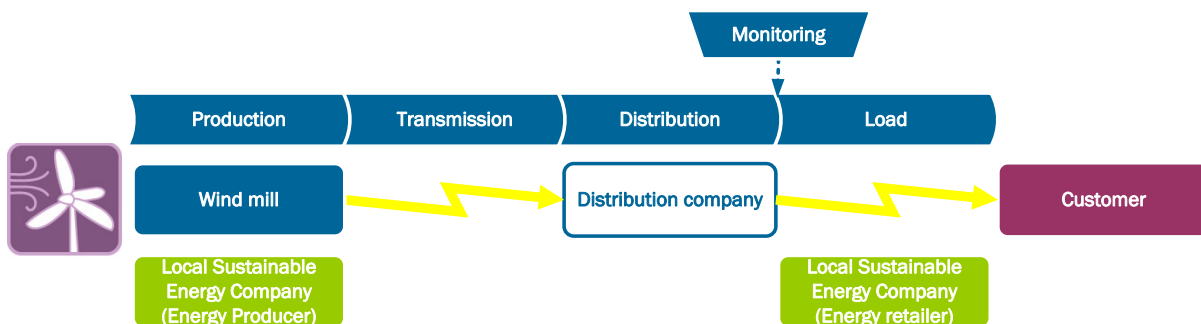 Monitoring
Production
Transmission
Distribution
Load
Wind mill
Distribution company
Customer
Local Sustainable
Energy Company
(Energy Producer)
Local Sustainable
Energy Company
(Energy retailer)